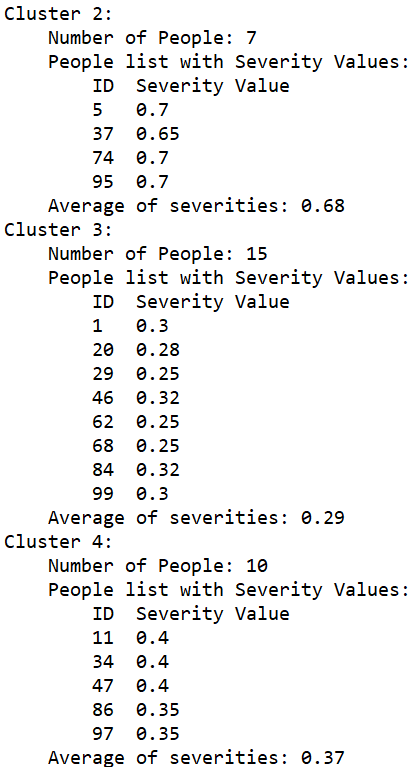 Cluster 2:
    Number of People: 7
    People list with Severity Values:
        ID  Severity Value
        5   0.7
        37  0.65
        74  0.7
        95  0.7
    Average of severities: 0.68
Cluster 3:
    Number of People: 15
    People list with Severity Values:
        ID  Severity Value
        1   0.3
        20  0.28
        29  0.25
        46  0.32
        62  0.25
        68  0.25
        84  0.32
        99  0.3
    Average of severities: 0.29
Cluster 4:
    Number of People: 10
    People list with Severity Values:
        ID  Severity Value
        11  0.4
        34  0.4
        47  0.4
        86  0.35
        97  0.35
    Average of severities: 0.37